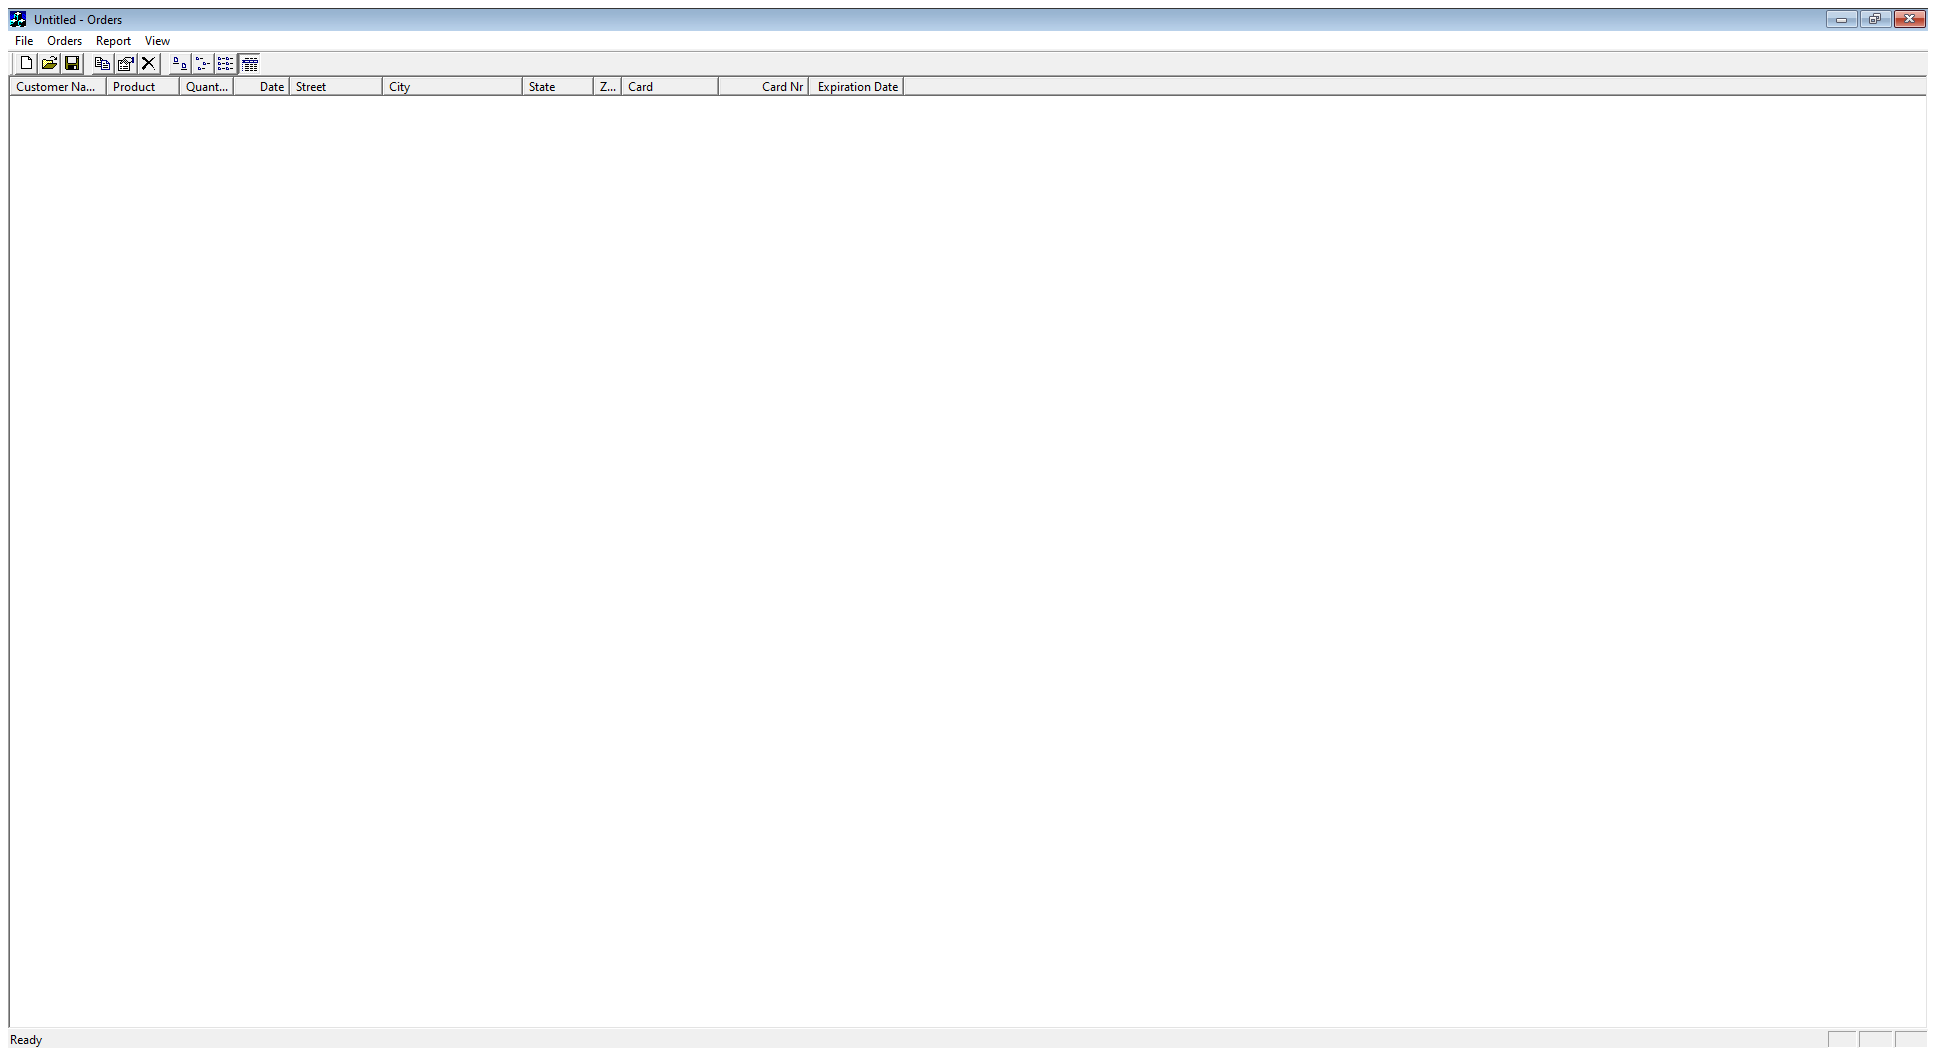 Untitled - Orders
File Orders Report View
Customer Na... Product Quant... Date Street City State Z... Card Card Nr Expiration Date
Ready